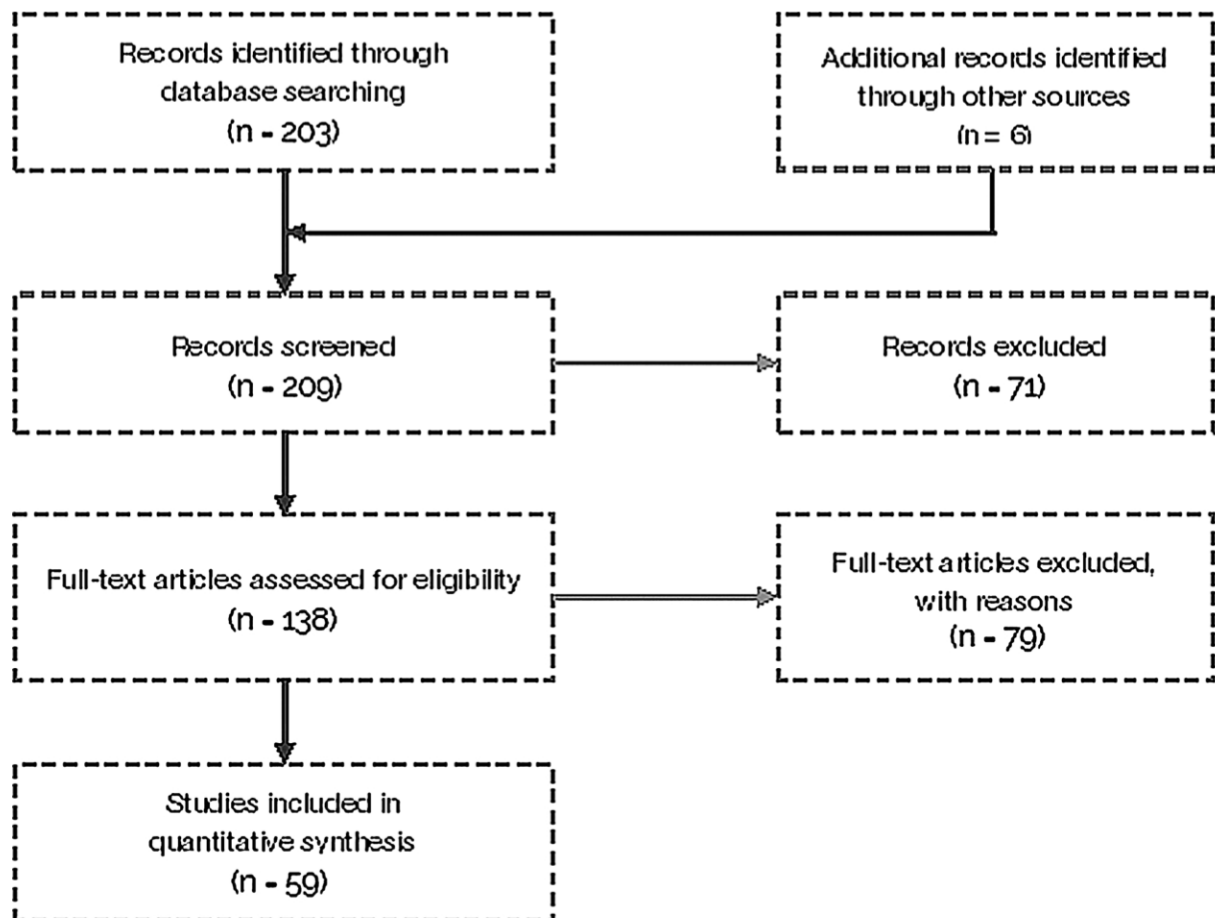 Records identified through
database searching
(n - 203)
Additional records identified
through other sources
(n = 6)
Records screened
(n - 209)
Records excluded
(n - 71)
Full-text articles assessed for eligibility
(n - 138)
Full-text articles excluded,
with reasons
(n - 79)
Studies included in
quantitative synthesis
(n - 59)